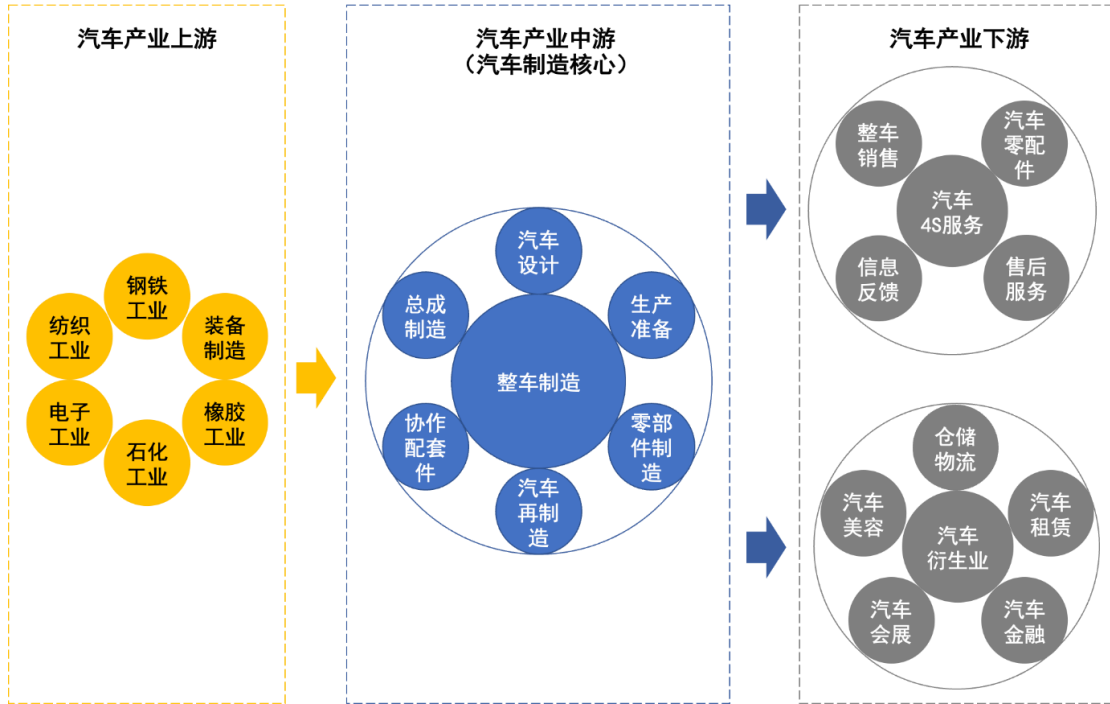 汽车产业上游
钢铁
工业
纺织
工业
装备
制造
电子
工业
橡胶
工业
石化
工业
汽车产业中游
（汽车制造核心）
汽车
设计
总成
制造
生产
准备
整车制造
协作
配套
件
零部
件制
造
汽车
再制
造
汽车产业下游
整车
销售
汽车
零配
件
汽车
4S服务
信息
反馈
售后
服务
仓储
物流
汽车
美容
汽车
租赁
汽车
衍生业
汽车
会展
汽车
金融